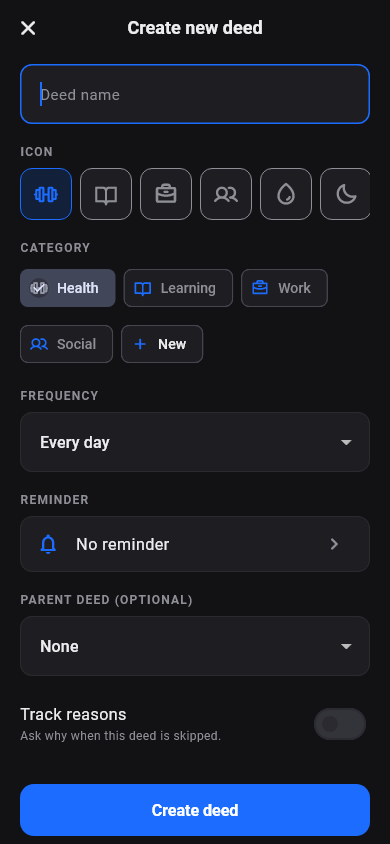 Create new deed
Deed name
ICON
CATEGORY
Health
Learning
Work
Social
New
FREQUENCY
Every day
REMINDER
No reminder
PARENT DEED (OPTIONAL)
None
Track reasons
Ask why when this deed is skipped.
Create deed